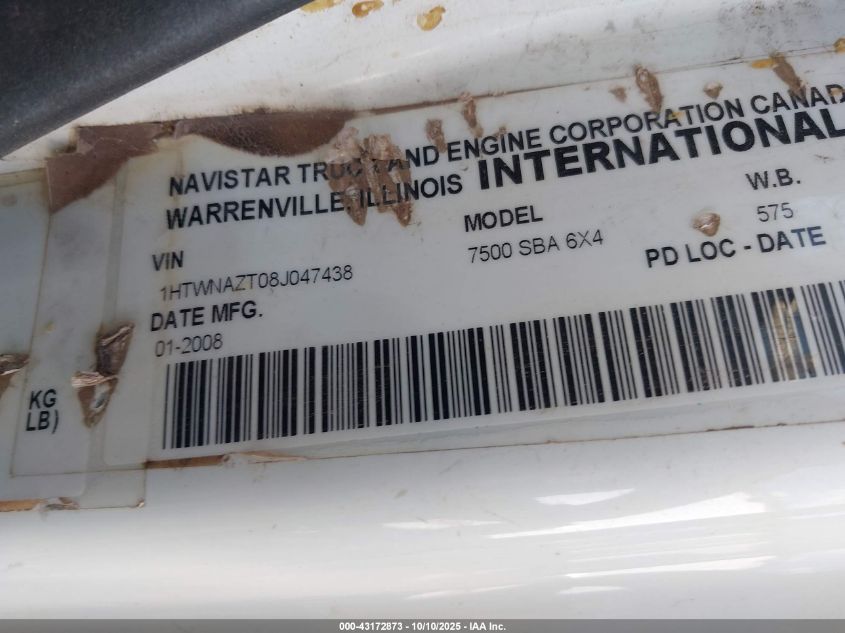 NAVISTAR TRUCK AND ENGINE CORPORATION CANADA
WARRENVILLE, ILLINOIS INTERNATIONAL
VIN
1HTWNAZT08J047438
MODEL
7500 SBA 6X4
W.B.
575
DATE MFG.
01-2008
PD LOC - DATE
KG
LB)
000-43172873 - 10/10/2025 - IAA Inc.